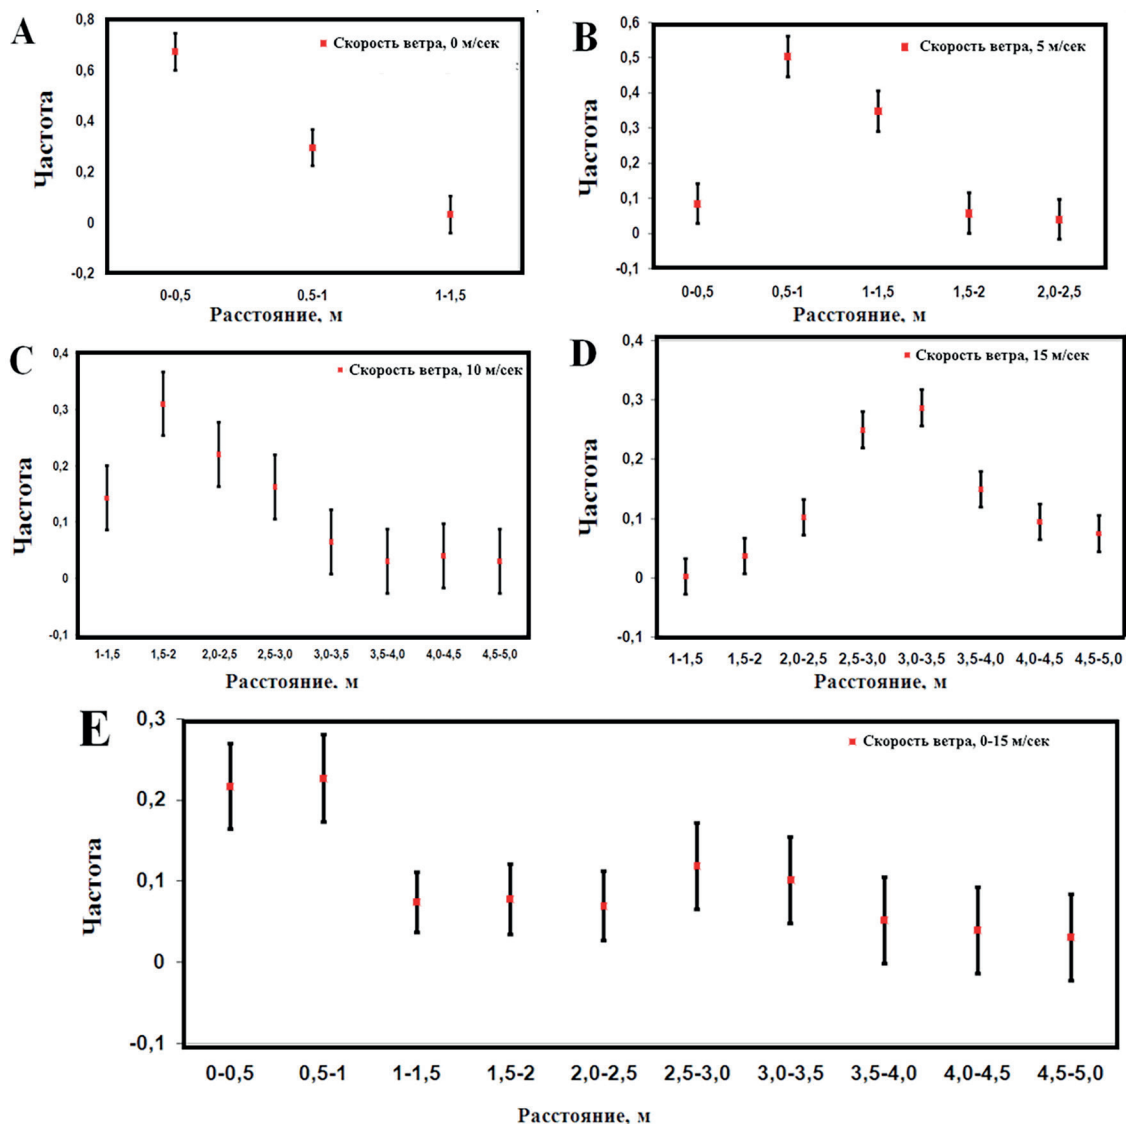 A
Частота
0,8
0,6
0,4
0,2
0
-0,2
Скорость ветра, 0 м/сек
0-0,5 0,5-1 1-1,5
Расстояние, м
B
Частота
0,6
0,5
0,4
0,3
0,2
0,1
0
-0,1
Скорость ветра, 5 м/сек
0-0,5 0,5-1 1-1,5 1,5-2 2,0-2,5
Расстояние, м
C
Частота
0,4
0,3
0,2
0,1
0
-0,1
Скорость ветра, 10 м/сек
1-1,5 1,5-2 2,0-2,5 2,5-3,0 3,0-3,5 3,5-4,0 4,0-4,5 4,5-5,0
Расстояние, м
D
Частота
0,4
0,3
0,2
0,1
0
-0,1
Скорость ветра, 15 м/сек
1-1,5 1,5-2 2,0-2,5 2,5-3,0 3,0-3,5 3,5-4,0 4,0-4,5 4,5-5,0
Расстояние, м
E
Частота
0,3
0,2
0,1
0
-0,1
Скорость ветра, 0-15 м/сек
0-0,5 0,5-1 1-1,5 1,5-2 2,0-2,5 2,5-3,0 3,0-3,5 3,5-4,0 4,0-4,5 4,5-5,0
Расстояние, м